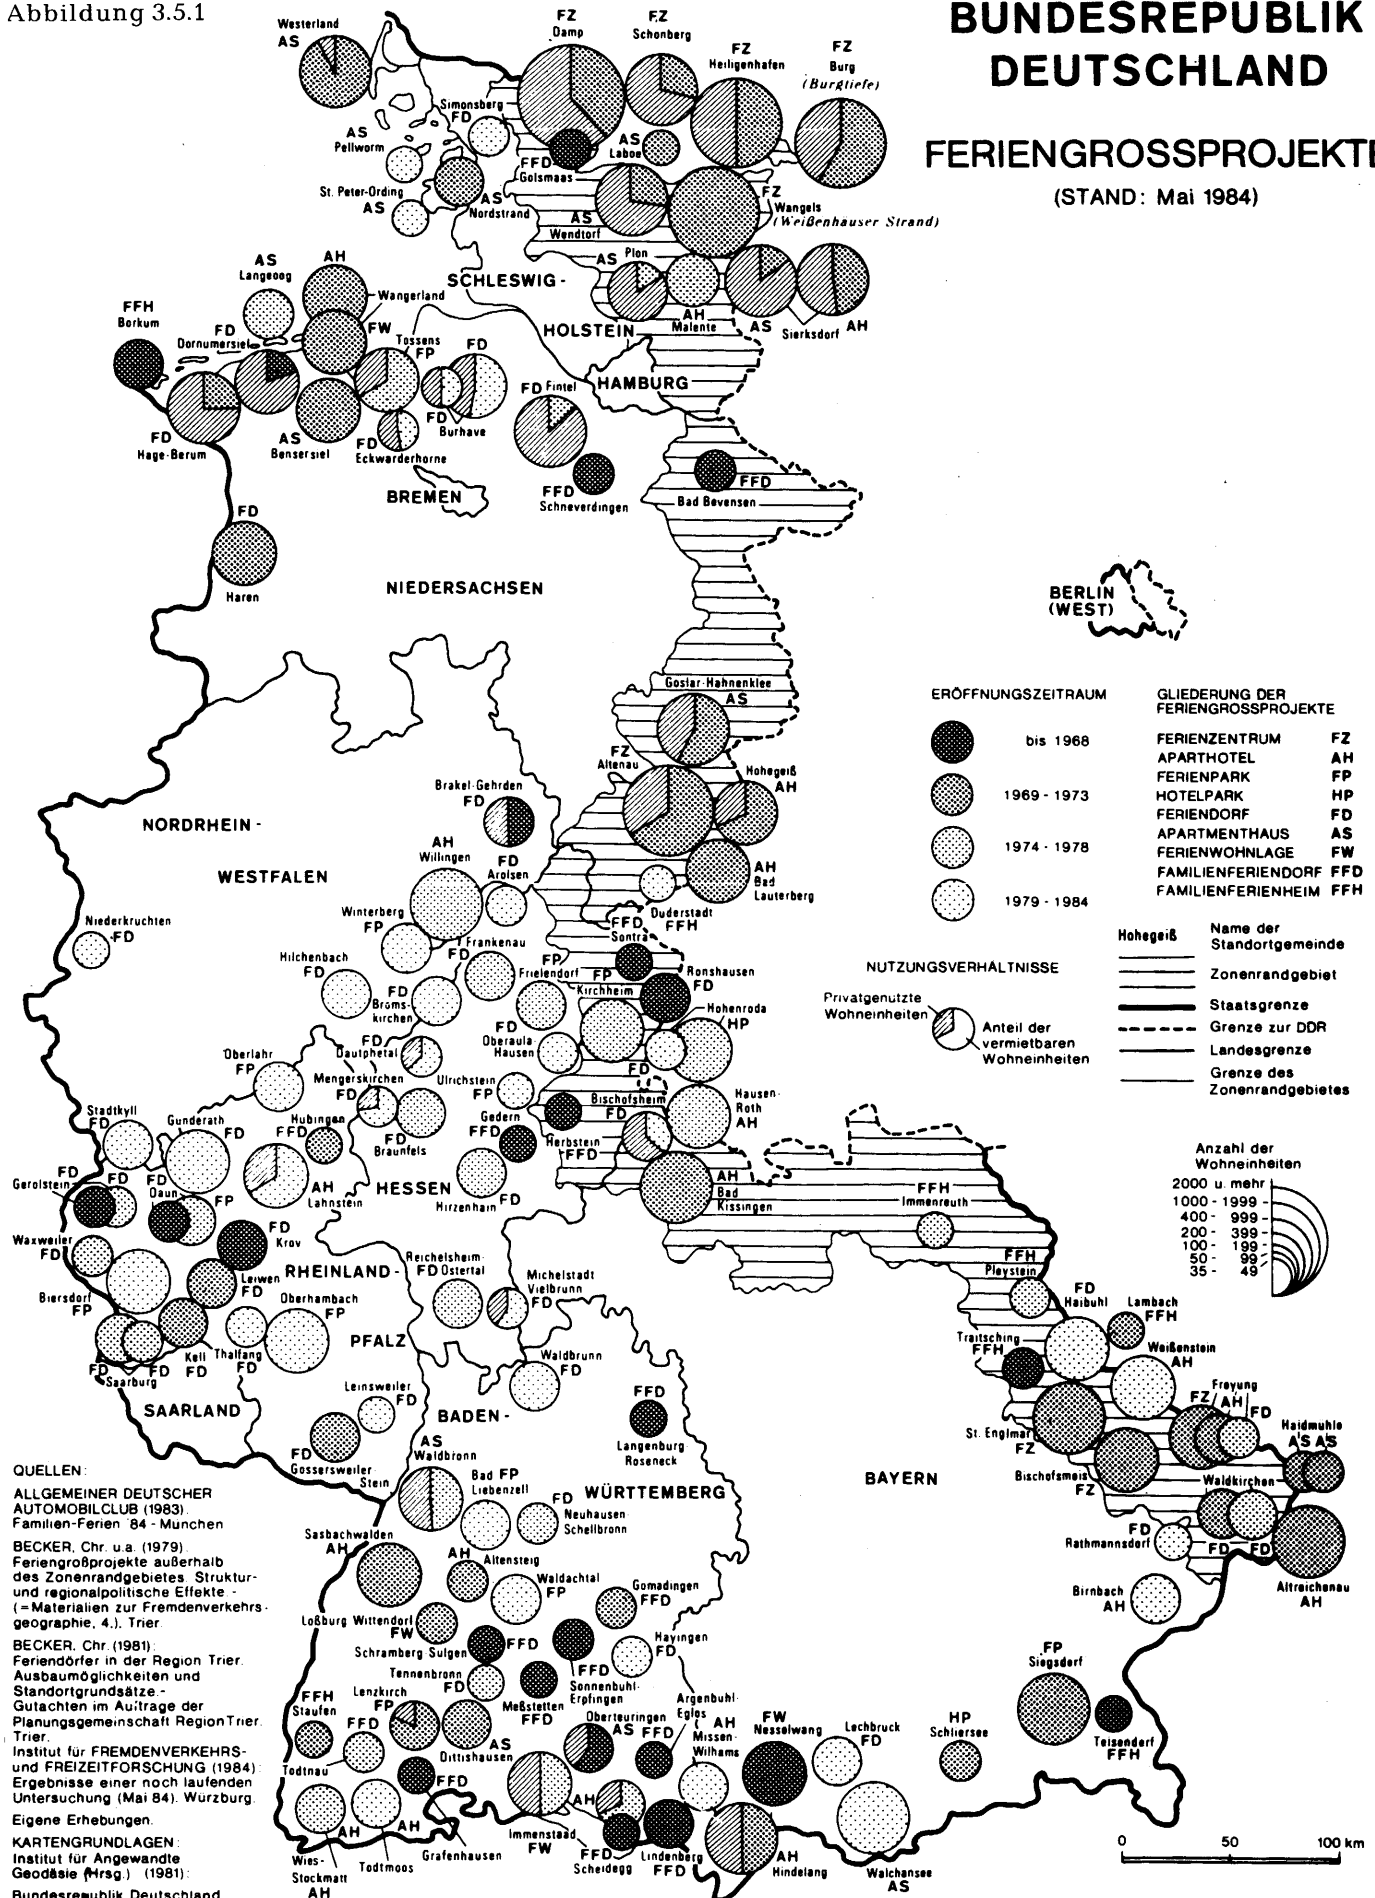 Abbildung 3.5.1
BUNDESREPUBLIK
DEUTSCHLAND
FERIENGROSSPROJEKTE
(STAND: Mai 1984)
Westerland
AS
FZ
Damp
FZ
Schonberg
FZ
Heiligenhafen
FZ
Burg
(Burgtiefe)
Simonsberg
FD
AS
Pellworm
St. Peter-Ording
AS
AS
Nordstrand
FFD
Golsmaas
AS
Laboe
AS
Wendtorf
FZ
Wangels
(Weißenhäuser Strand)
AS
Plon
AH
Malente
AS
Sierksdorf
AH
SCHLESWIG-
HOLSTEIN
HAMBURG
AS
Langeoog
AH
Wangerland
FW
FFH
Borkum
FD
Dornumersiel
Tossens
FP
FD
FD
Burhave
FD
Hage-Berum
AS
Bensersiel
FD
Eckwarderhorne
FD Fintel
FFD
Schneverdingen
FFD
Bad Bevensen
BREMEN
FD
Haren
NIEDERSACHSEN
BERLIN
(WEST)
Goslar-Hahnenklee
AS
FZ
Altenau
Hohegeiß
AH
AH
Bad
Lauterberg
Duderstadt
FFH
Brakel-Gehrden
FD
NORDRHEIN-
WESTFALEN
AH
Willingen
FD
Arolsen
Winterberg
FP
Niederkruchten
FD
Hilchenbach
FD
Frankenau
FD
FD
Broms-
kirchen
FP
Frielendorf
FFD
Sontra
FP
Kirchheim
Ronshausen
FD
Hohenroda
HP
FD
FD
Oberaula-
Hausen
FD
Dautphetal
Oberlahr
FP
Mengerskirchen
FD
Ulrichstein
FP
Hubingen
FFD
FD
Braunfels
Gedern
FFD
Herbstein
FFD
Bischofsheim
FD
Hausen-
Roth
AH
AH
Bad
Kissingen
Hirzenhain FD
HESSEN
AH
Lahnstein
Stadtkyll
FD
Gunderath
FD
FD
Gerolstein
FD
FD
Daun
FP
FD
Krov
Waxweiler
FD
Biersdorf
FP
Leiwen
FD
RHEINLAND-
PFALZ
Oberhambach
FP
Kell
FD
Thalfang
FD
FD
FD
Saarburg
SAARLAND
Reichelsheim-
FD Ostertal
Michelstadt
Vielbrunn
FD
Waldbrunn
FD
Leinsweiler
FD
FD
Gossersweiler
Stein
BADEN-
WÜRTTEMBERG
FFD
Langenburg-
Roseneck
AS
Waldbronn
Bad FP
Liebenzell
FD
Neuhausen
Schellbronn
Sasbachwalden
AH
AH
Altensteig
Waldachtal
FP
Gomadingen
FFD
Loßburg Wittendorf
FW
Schramberg Sulgen
FFD
FFD
Sonnenbuhl-
Erpfingen
Hayingen
FD
Tennenbronn
FD
Meßstetten
FFD
FFH
Staufen
Lenzkirch
FP
FFD
Todtnau
AS
Dittishausen
FFD
Grafenhausen
AH
Todtmoos
Wies-
Stockmatt
AH
AH
Immenstaad
FW
AH
Oberteuringen
AS
FFD
Argenbuhl-
Eglos
AH
Missen-
Wilhams
FFD
Scheidegg
Lindenberg
FFD
FW
Nesselwang
AH
Hindelang
Lechbruck
FD
Walchensee
AS
HP
Schliersee
FP
Siegsdorf
Teisendorf
FFH
BAYERN
FFH
Immenreuth
FFH
Pleystein
FD
Haibuhl
Lambach
FFH
Traitsching
FFH
Weißenstein
AH
St. Englmar
FZ
Bischofsmeis
FZ
FZ
AH
Freyung
FD
Haidmuhle
AS AS
Waldkirchen
FD FD
FD
Rathmannsdorf
Birnbach
AH
Altreichenau
AH
ERÖFFNUNGSZEITRAUM
bis 1968
1969 - 1973
1974 - 1978
1979 - 1984
GLIEDERUNG DER
FERIENGROSSPROJEKTE
FERIENZENTRUM FZ
APARTHOTEL AH
FERIENPARK FP
HOTELPARK HP
FERIENDORF FD
APARTMENTHAUS AS
FERIENWOHNLAGE FW
FAMILIENFERIENDORF FFD
FAMILIENFERIENHEIM FFH
NUTZUNGSVERHÄLTNISSE
Privatgenutzte
Wohneinheiten
Anteil der
vermietbaren
Wohneinheiten
Hohegeiß Name der
Standortgemeinde
Zonenrandgebiet
Staatsgrenze
Grenze zur DDR
Landesgrenze
Grenze des
Zonenrandgebietes
Anzahl der
Wohneinheiten
2000 u. mehr
1000 - 1999
400 - 999
200 - 399
100 - 199
50 - 99
35 - 49
0 50 100 km
QUELLEN:
ALLGEMEINER DEUTSCHER
AUTOMOBILCLUB (1983).
Familien-Ferien '84 - Munchen
BECKER, Chr. u.a. (1979)
Feriengroßprojekte außerhalb
des Zonenrandgebietes. Struktur-
und regionalpolitische Effekte -
(=Materialien zur Fremdenverkehrs-
geographie, 4.). Trier
BECKER, Chr. (1981):
Feriendörfer in der Region Trier.
Ausbaumöglichkeiten und
Standortgrundsätze.-
Gutachten im Auftrage der
Planungsgemeinschaft Region Trier.
Trier.
Institut für FREMDENVERKEHRS-
und FREIZEITFORSCHUNG (1984):
Ergebnisse einer noch laufenden
Untersuchung (Mai 84). Würzburg.
Eigene Erhebungen.
KARTENGRUNDLAGEN:
Institut für Angewandte
Geodäsie (Hrsg.) (1981):
Bundesrepublik Deutschland